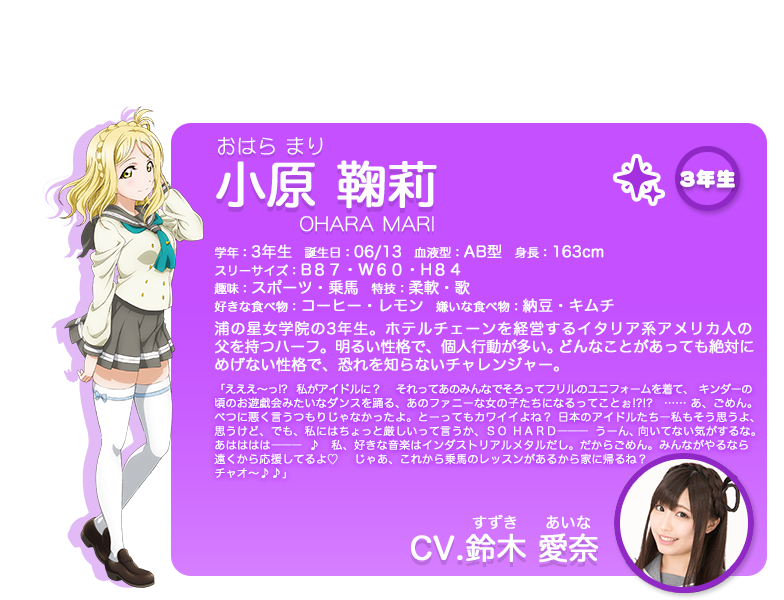 おはら まり
小原 鞠莉
OHARA MARI
3年生
学年：3年生　誕生日：06/13　血液型：AB型　身長：163cm
スリーサイズ：B８７・W６０・H８４
趣味：スポーツ・乗馬　特技：柔軟・歌
好きな食べ物：コーヒー・レモン　嫌いな食べ物：納豆・キムチ
浦の星女学院の3年生。ホテルチェーンを経営するイタリア系アメリカ人の
父を持つハーフ。明るい性格で、個人行動が多い。どんなことがあっても絶対に
めげない性格で、恐れを知らないチャレンジャー。
「えええ〜っ!?　私がアイドルに？　それってあのみんなでそろってフリルのユニフォームを着て、キンダーの
頃のお遊戯会みたいなダンスを踊る、あのファニーな女の子たちになるってことぉ!?!?　…… あ、ごめん。
べつに悪く言うつもりじゃなかったよ。とーってもカワイイよね？ 日本のアイドルたち―私もそう思うよ、
思うけど、でも、私にはちょっと厳しいって言うか、ＳＯ ＨＡＲＤ―― うーん、向いてない気がするな。
あはははは―― ♪　私、好きな音楽はインダストリアルメタルだし。だからごめん。みんながやるなら
遠くから応援してるよ♡　じゃあ、これから乗馬のレッスンがあるから家に帰るね？
チャオ〜♪♪」
すずき　あいな
CV.鈴木 愛奈